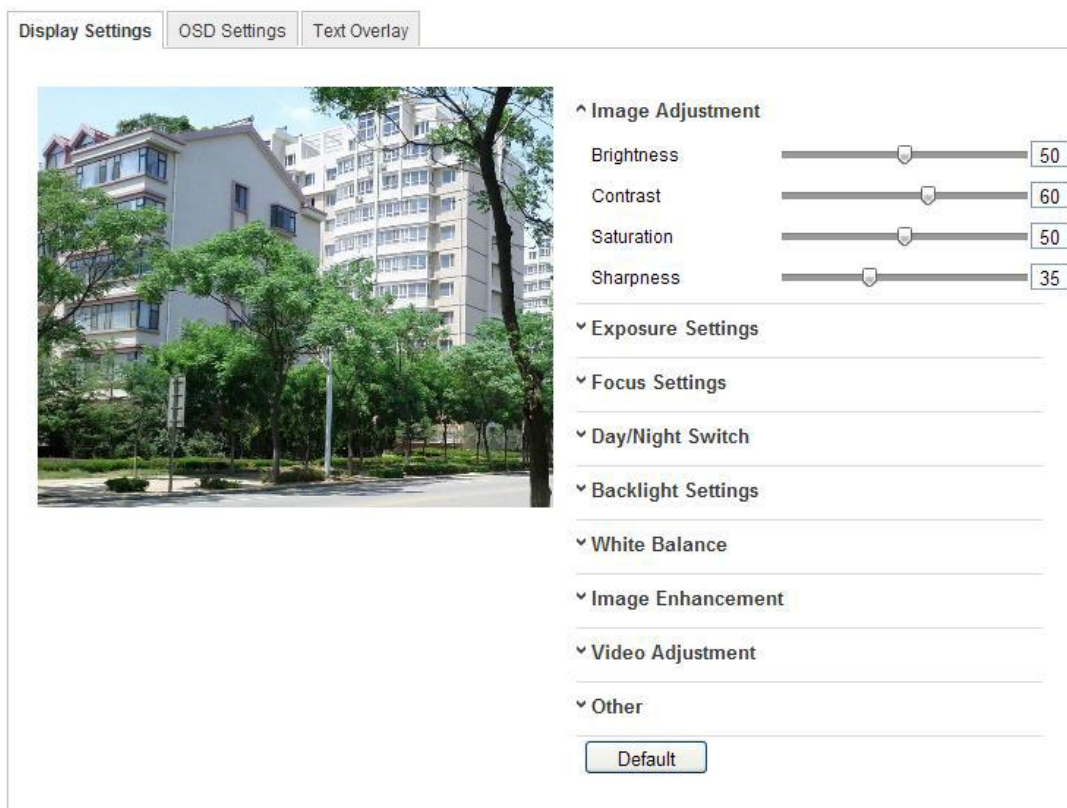 Display Settings OSD Settings Text Overlay
Image Adjustment
Brightness 50
Contrast 60
Saturation 50
Sharpness 35
Exposure Settings
Focus Settings
Day/Night Switch
Backlight Settings
White Balance
Image Enhancement
Video Adjustment
Other
Default